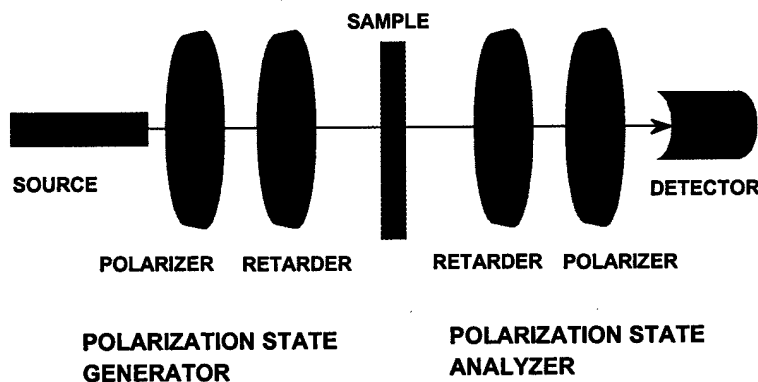 SAMPLE
SOURCE
DETECTOR
POLARIZER
RETARDER
RETARDER
POLARIZER
POLARIZATION STATE
GENERATOR
POLARIZATION STATE
ANALYZER